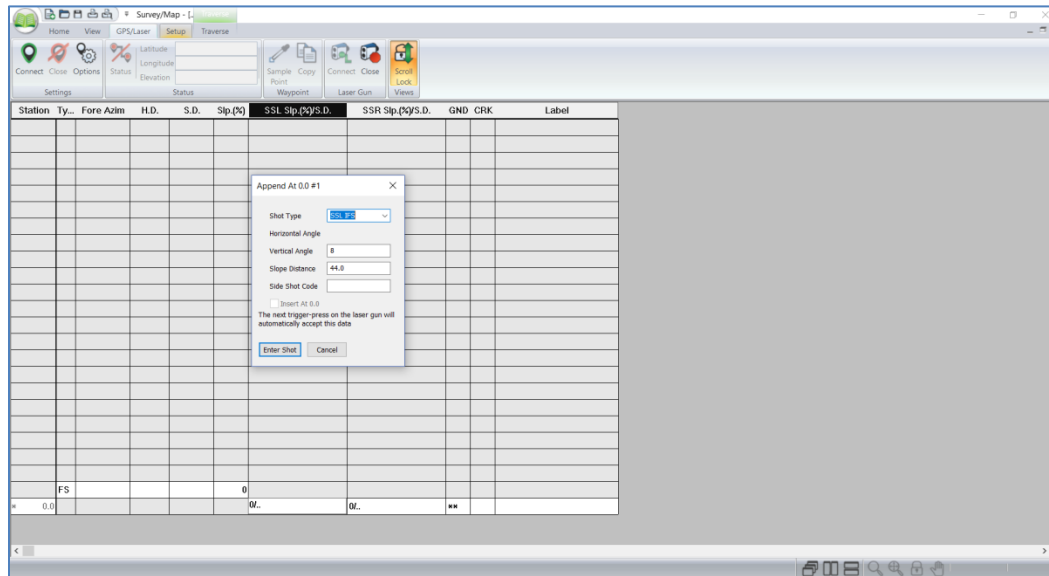 Survey/Map - [.
Home View GPS/Laser Setup Traverse
Connect Close Options Status Latitude
Longitude
Elevation
Sample Point Copy Connect Close Scroll Lock
Settings Status Waypoint Laser Gun Views
Station Ty... Fore Azim H.D. S.D. Slp.(%) SSL Slp.(%)/S.D. SSR Slp.(%)/S.D. GND CRK Label
Append At 0.0 #1
Shot Type SSL IFS
Horizontal Angle
Vertical Angle 8
Slope Distance 44.0
Side Shot Code
Insert At 0.0
The next trigger-press on the laser gun will
automatically accept this data
Enter Shot Cancel
FS 0
* 0.0 0/.. 0/.. **